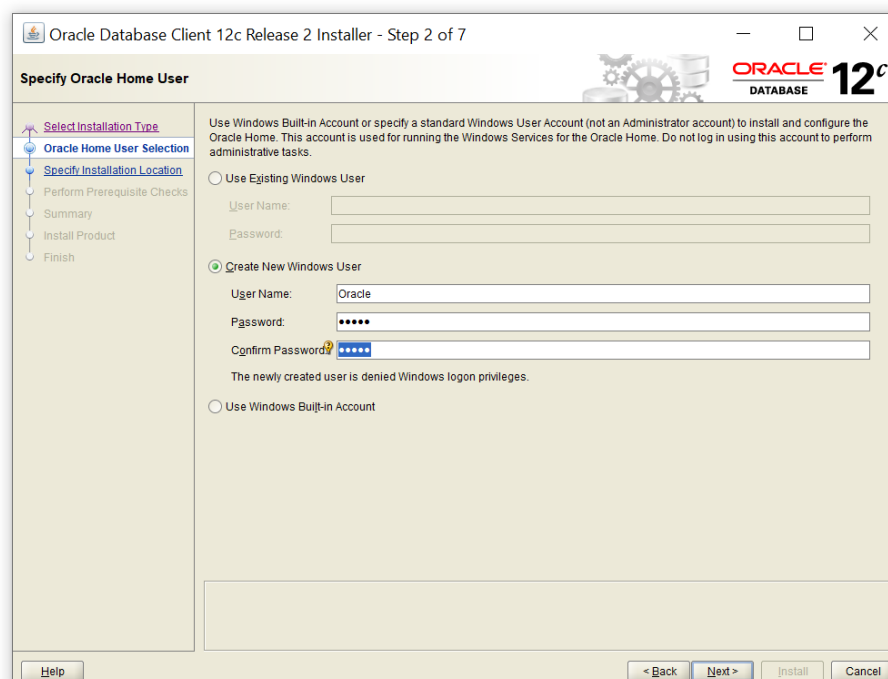 Oracle Database Client 12c Release 2 Installer - Step 2 of 7
Specify Oracle Home User
ORACLE
DATABASE
12c
Select Installation Type
Oracle Home User Selection
Specify Installation Location
Perform Prerequisite Checks
Summary
Install Product
Finish
Use Windows Built-in Account or specify a standard Windows User Account (not an Administrator account) to install and configure the
Oracle Home. This account is used for running the Windows Services for the Oracle Home. Do not log in using this account to perform
administrative tasks.
Use Existing Windows User
User Name:
Password:
Create New Windows User
User Name: Oracle
Password: •••••
Confirm Password: •••••
The newly created user is denied Windows logon privileges.
Use Windows Built-in Account
Help
< Back
Next >
Install
Cancel